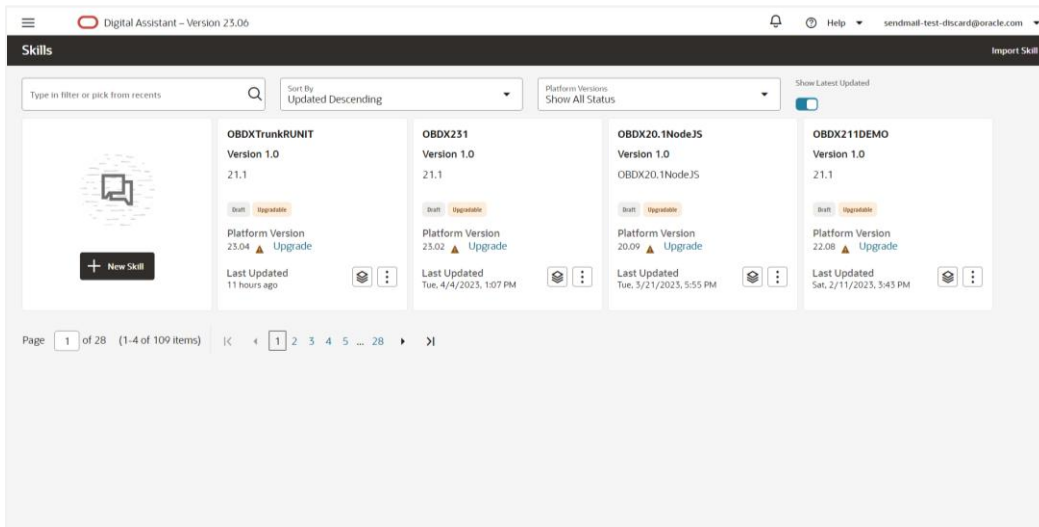 Digital Assistant – Version 23.06
Help
sendmail-test-discard@oracle.com
Skills
Import Skill
Type in filter or pick from recents
Sort By
Updated Descending
Platform Versions
Show All Status
Show Latest Updated
New Skill
OBDXTrunkRUNIT
Version 1.0
21.1
Draft Upgradable
Platform Version
23.04 Upgrade
Last Updated
11 hours ago
OBDX231
Version 1.0
21.1
Draft Upgradable
Platform Version
23.02 Upgrade
Last Updated
Tue, 4/4/2023, 1:07 PM
OBDX20.1NodeJS
Version 1.0
OBDX20.1NodeJS
Draft Upgradable
Platform Version
20.09 Upgrade
Last Updated
Tue, 3/21/2023, 5:55 PM
OBDX211DEMO
Version 1.0
21.1
Draft Upgradable
Platform Version
22.08 Upgrade
Last Updated
Sat, 2/11/2023, 3:43 PM
Page 1 of 28 (1-4 of 109 items) 1 2 3 4 5 ... 28